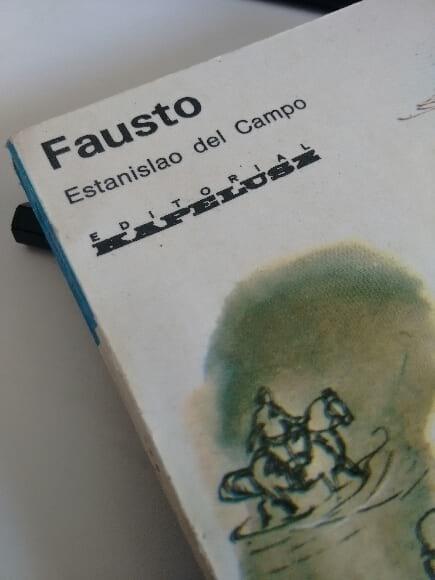 Fausto
Estanislao del Campo
EDITORIAL
KAPELUSZ